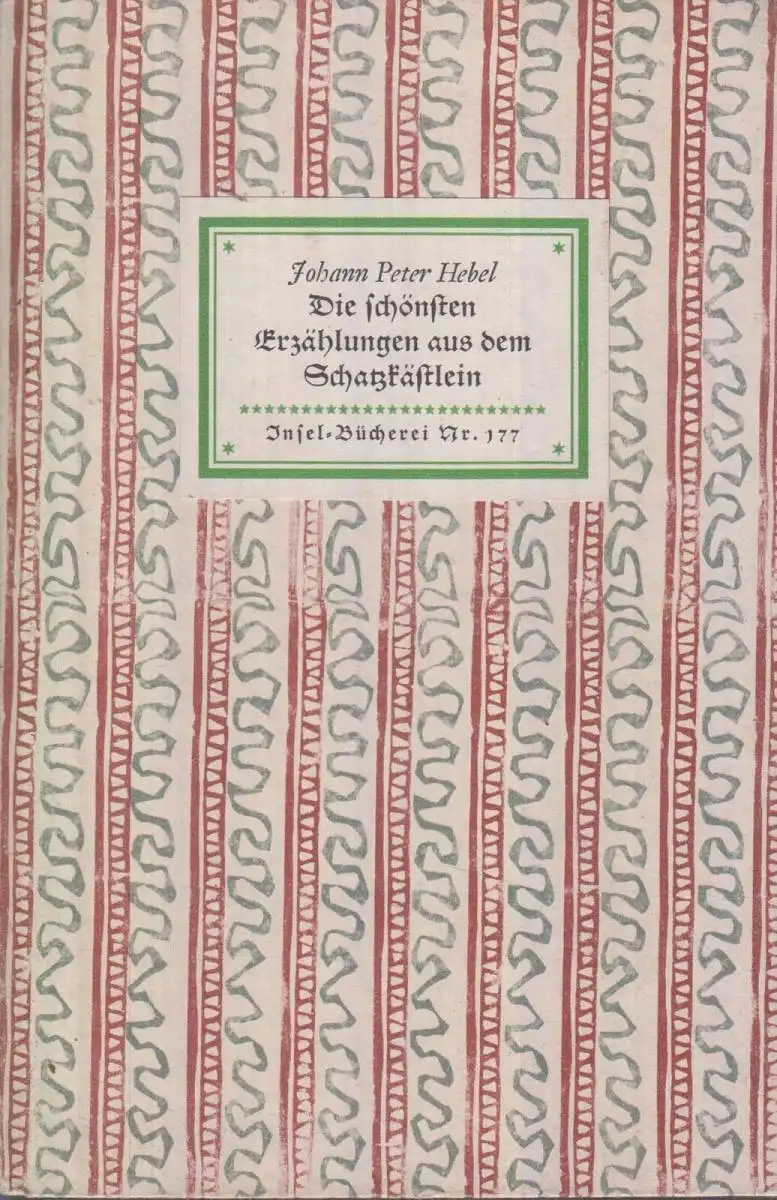 Johann Peter Hebel
Die schönsten
Erzählungen aus dem
Schatzkästlein
Insel-Bücherei Nr. 177